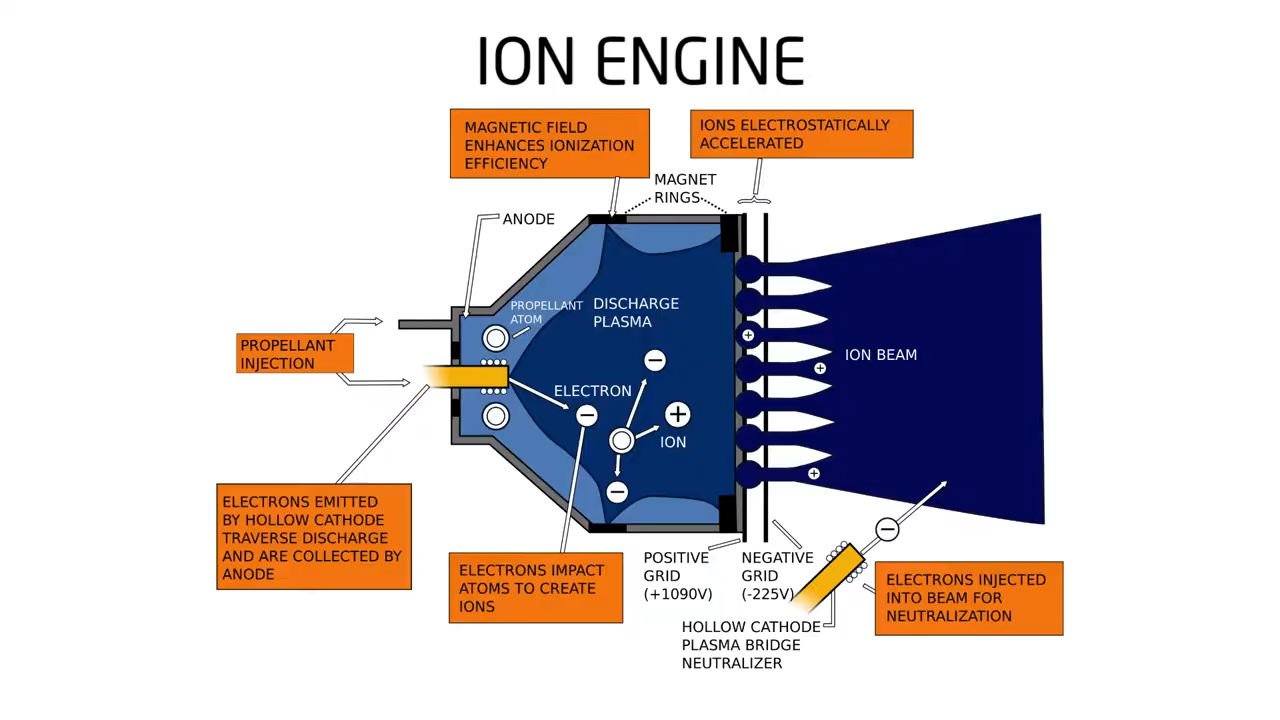 ION ENGINE
MAGNETIC FIELD
ENHANCES IONIZATION
EFFICIENCY
IONS ELECTROSTATICALLY
ACCELERATED
MAGNET
RINGS
ANODE
PROPELLANT
ATOM
DISCHARGE
PLASMA
PROPELLANT
INJECTION
ION BEAM
ELECTRON
ION
ELECTRONS EMITTED
BY HOLLOW CATHODE
TRAVERSE DISCHARGE
AND ARE COLLECTED BY
ANODE
ELECTRONS IMPACT
ATOMS TO CREATE
IONS
POSITIVE
GRID
(+1090V)
NEGATIVE
GRID
(-225V)
ELECTRONS INJECTED
INTO BEAM FOR
NEUTRALIZATION
HOLLOW CATHODE
PLASMA BRIDGE
NEUTRALIZER